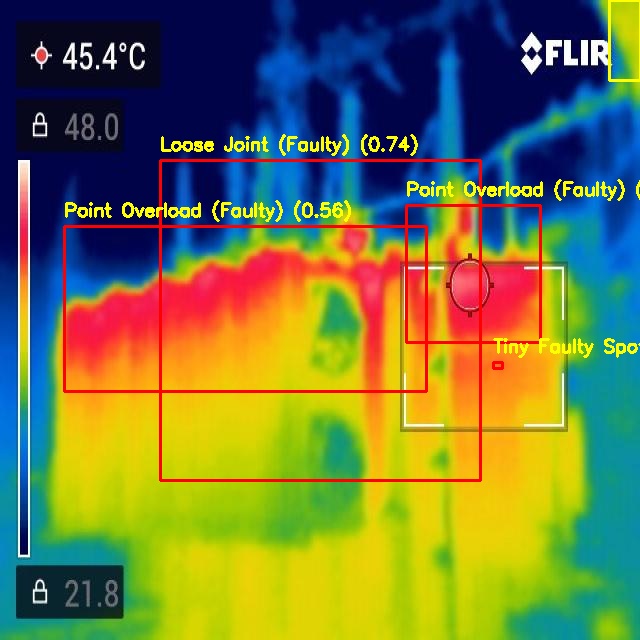 45.4°C
FLIR
48.0
Loose Joint (Faulty) (0.74)
Point Overload (Faulty) (
Point Overload (Faulty) (0.56)
Tiny Faulty Spo
21.8